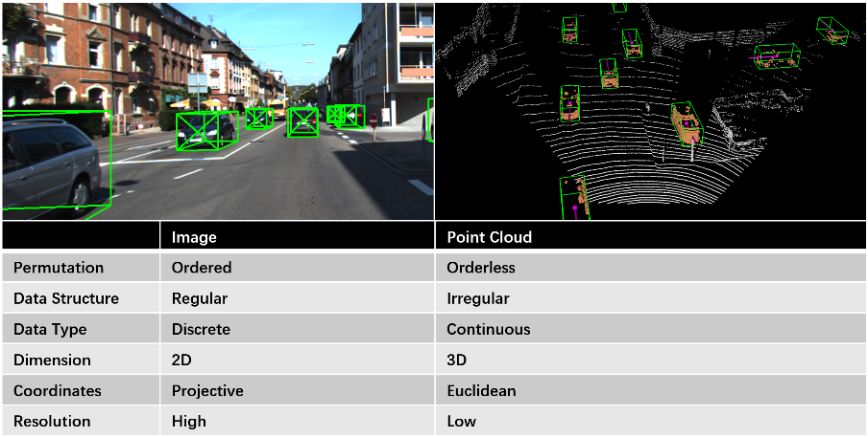 Image Point Cloud
Permutation Ordered Orderless
Data Structure Regular Irregular
Data Type Discrete Continuous
Dimension 2D 3D
Coordinates Projective Euclidean
Resolution High Low